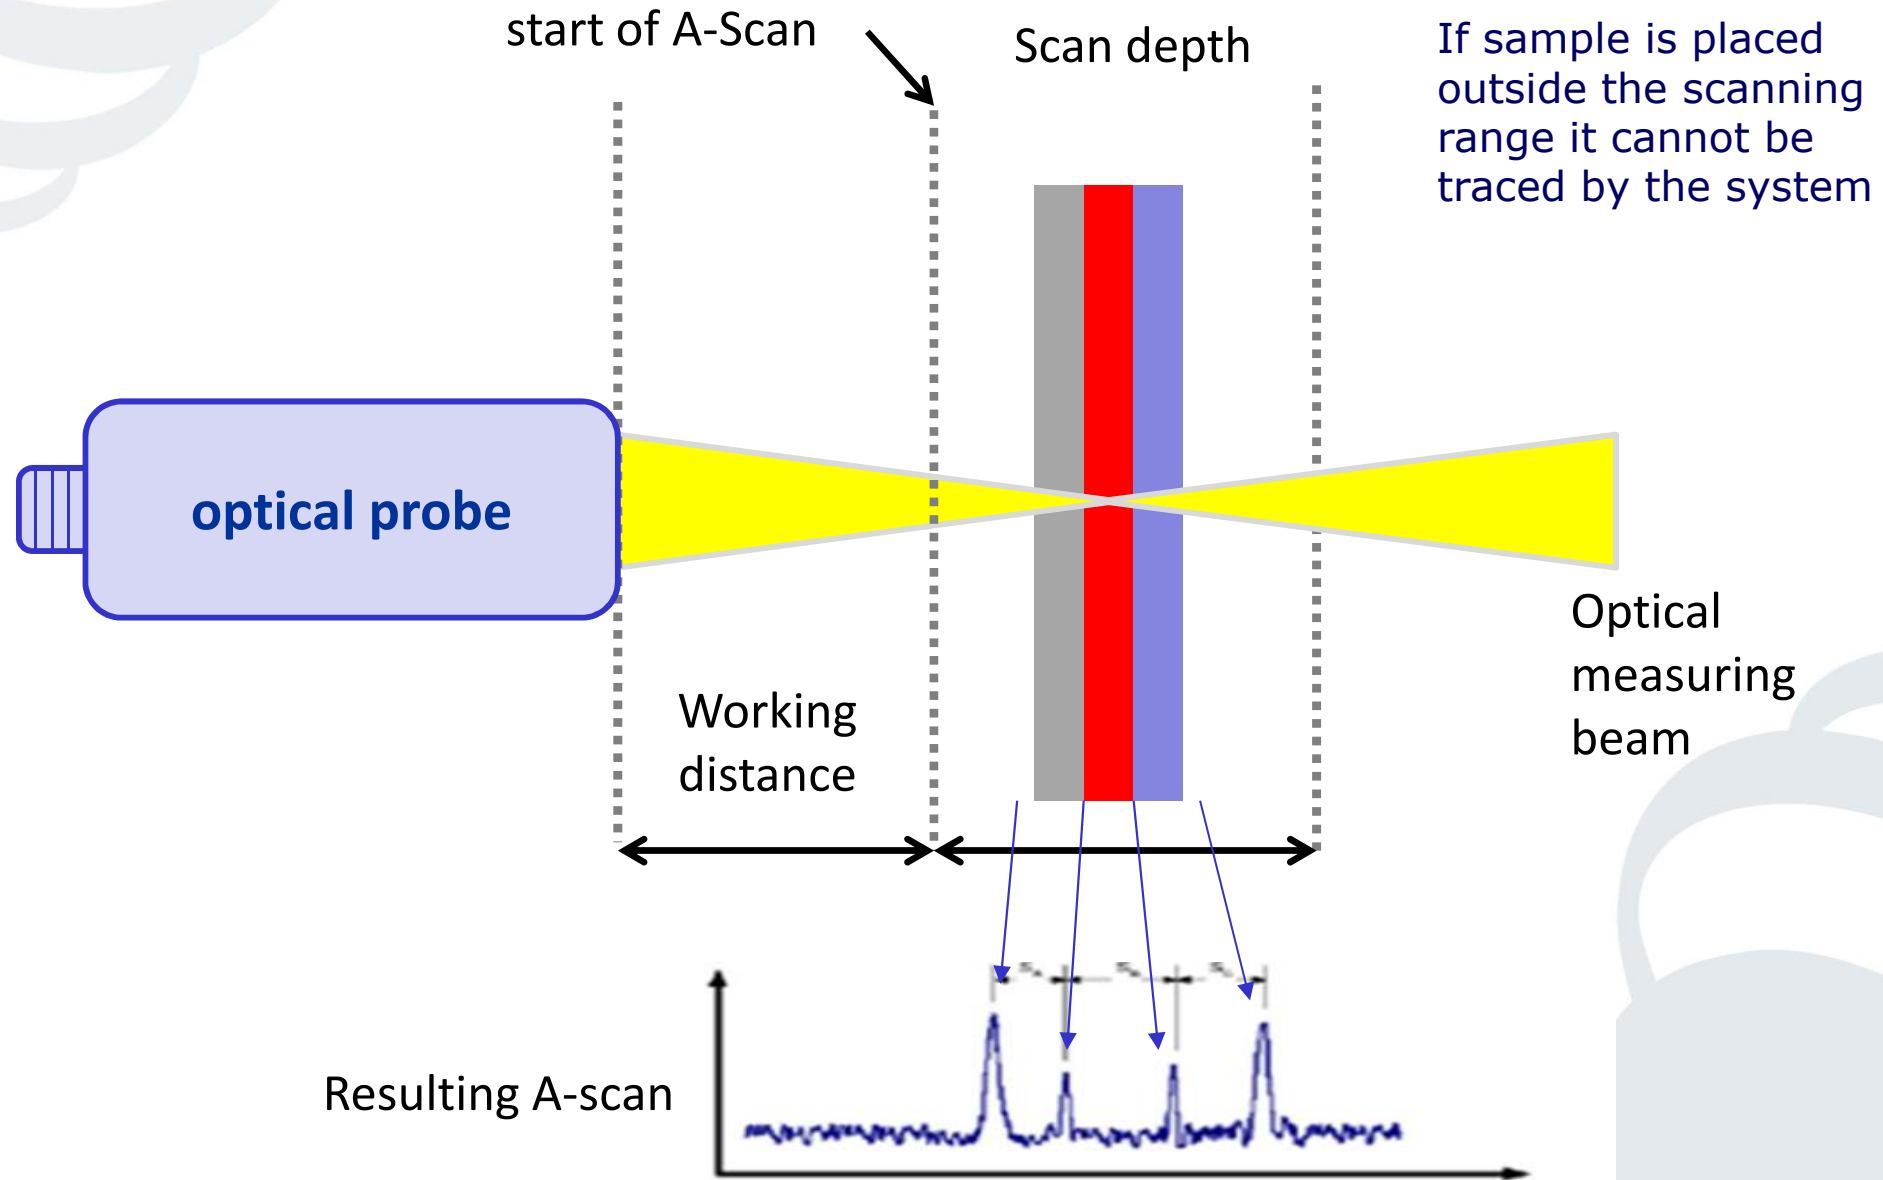 start of A-Scan
Scan depth
If sample is placed
outside the scanning
range it cannot be
traced by the system
optical probe
Optical
measuring
beam
Working
distance
Resulting A-scan